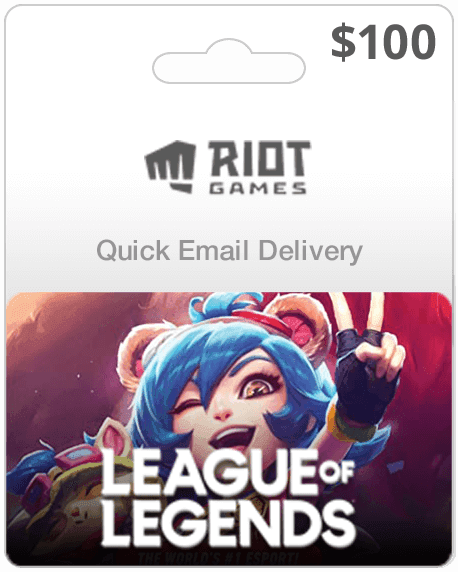 $100
RIOT
GAMES
Quick Email Delivery
LEAGUE OF
LEGENDS
THE WORLD'S #1 ESPORT!